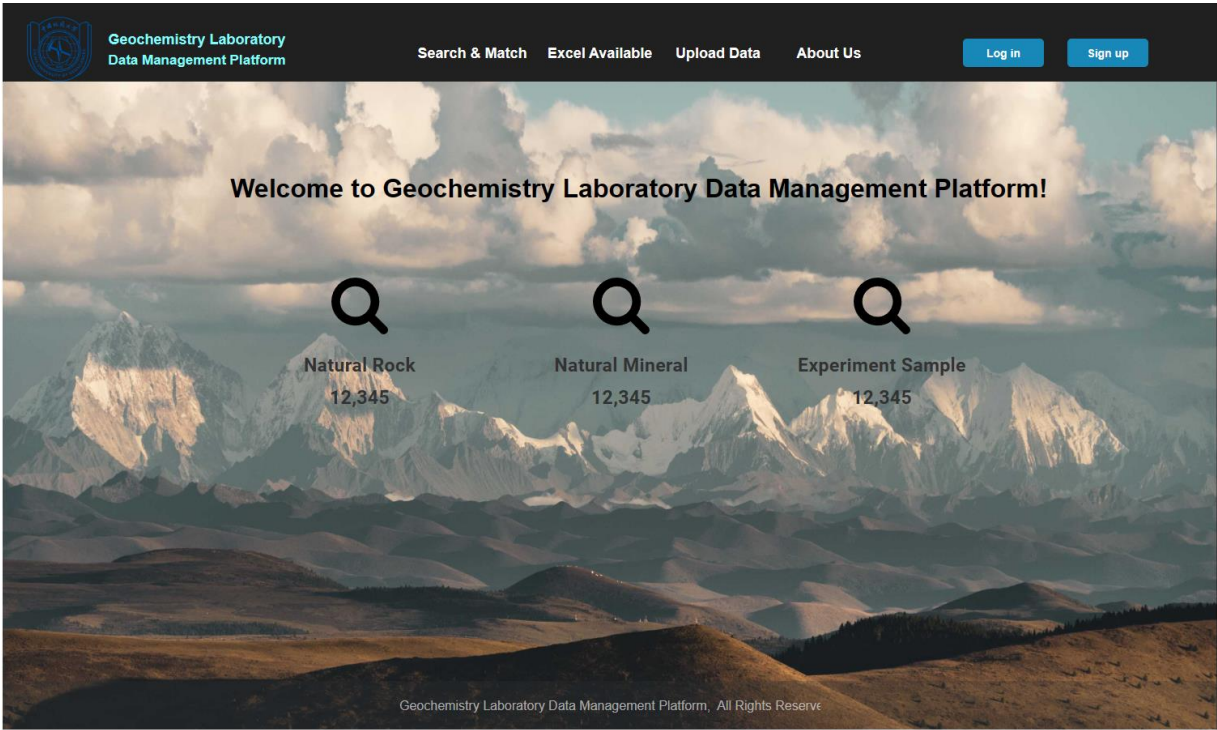 Geochemistry Laboratory
Data Management Platform
Search & Match Excel Available Upload Data About Us Log in Sign up
Welcome to Geochemistry Laboratory Data Management Platform!
Natural Rock Natural Mineral Experiment Sample
12,345 12,345 12,345
Geochemistry Laboratory Data Management Platform, All Rights Reserve